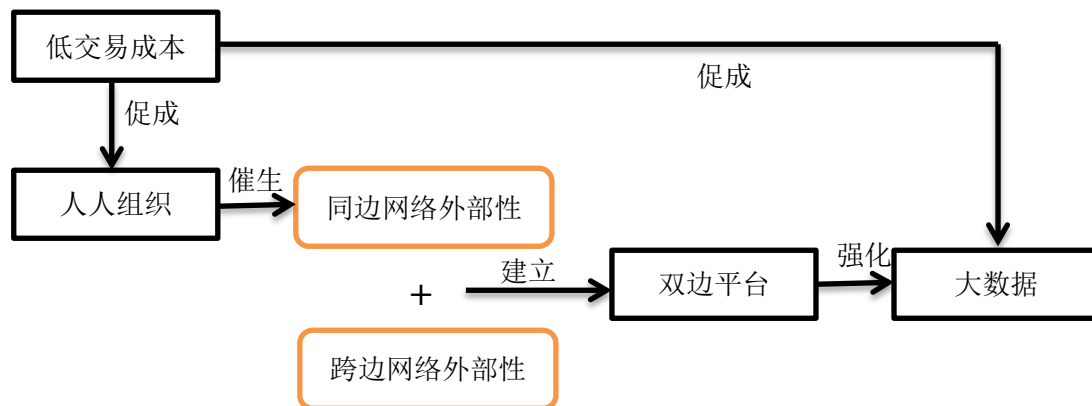 低交易成本
促成
促成
人人组织
催生
同边网络外部性
+
建立
双边平台
强化
大数据
跨边网络外部性